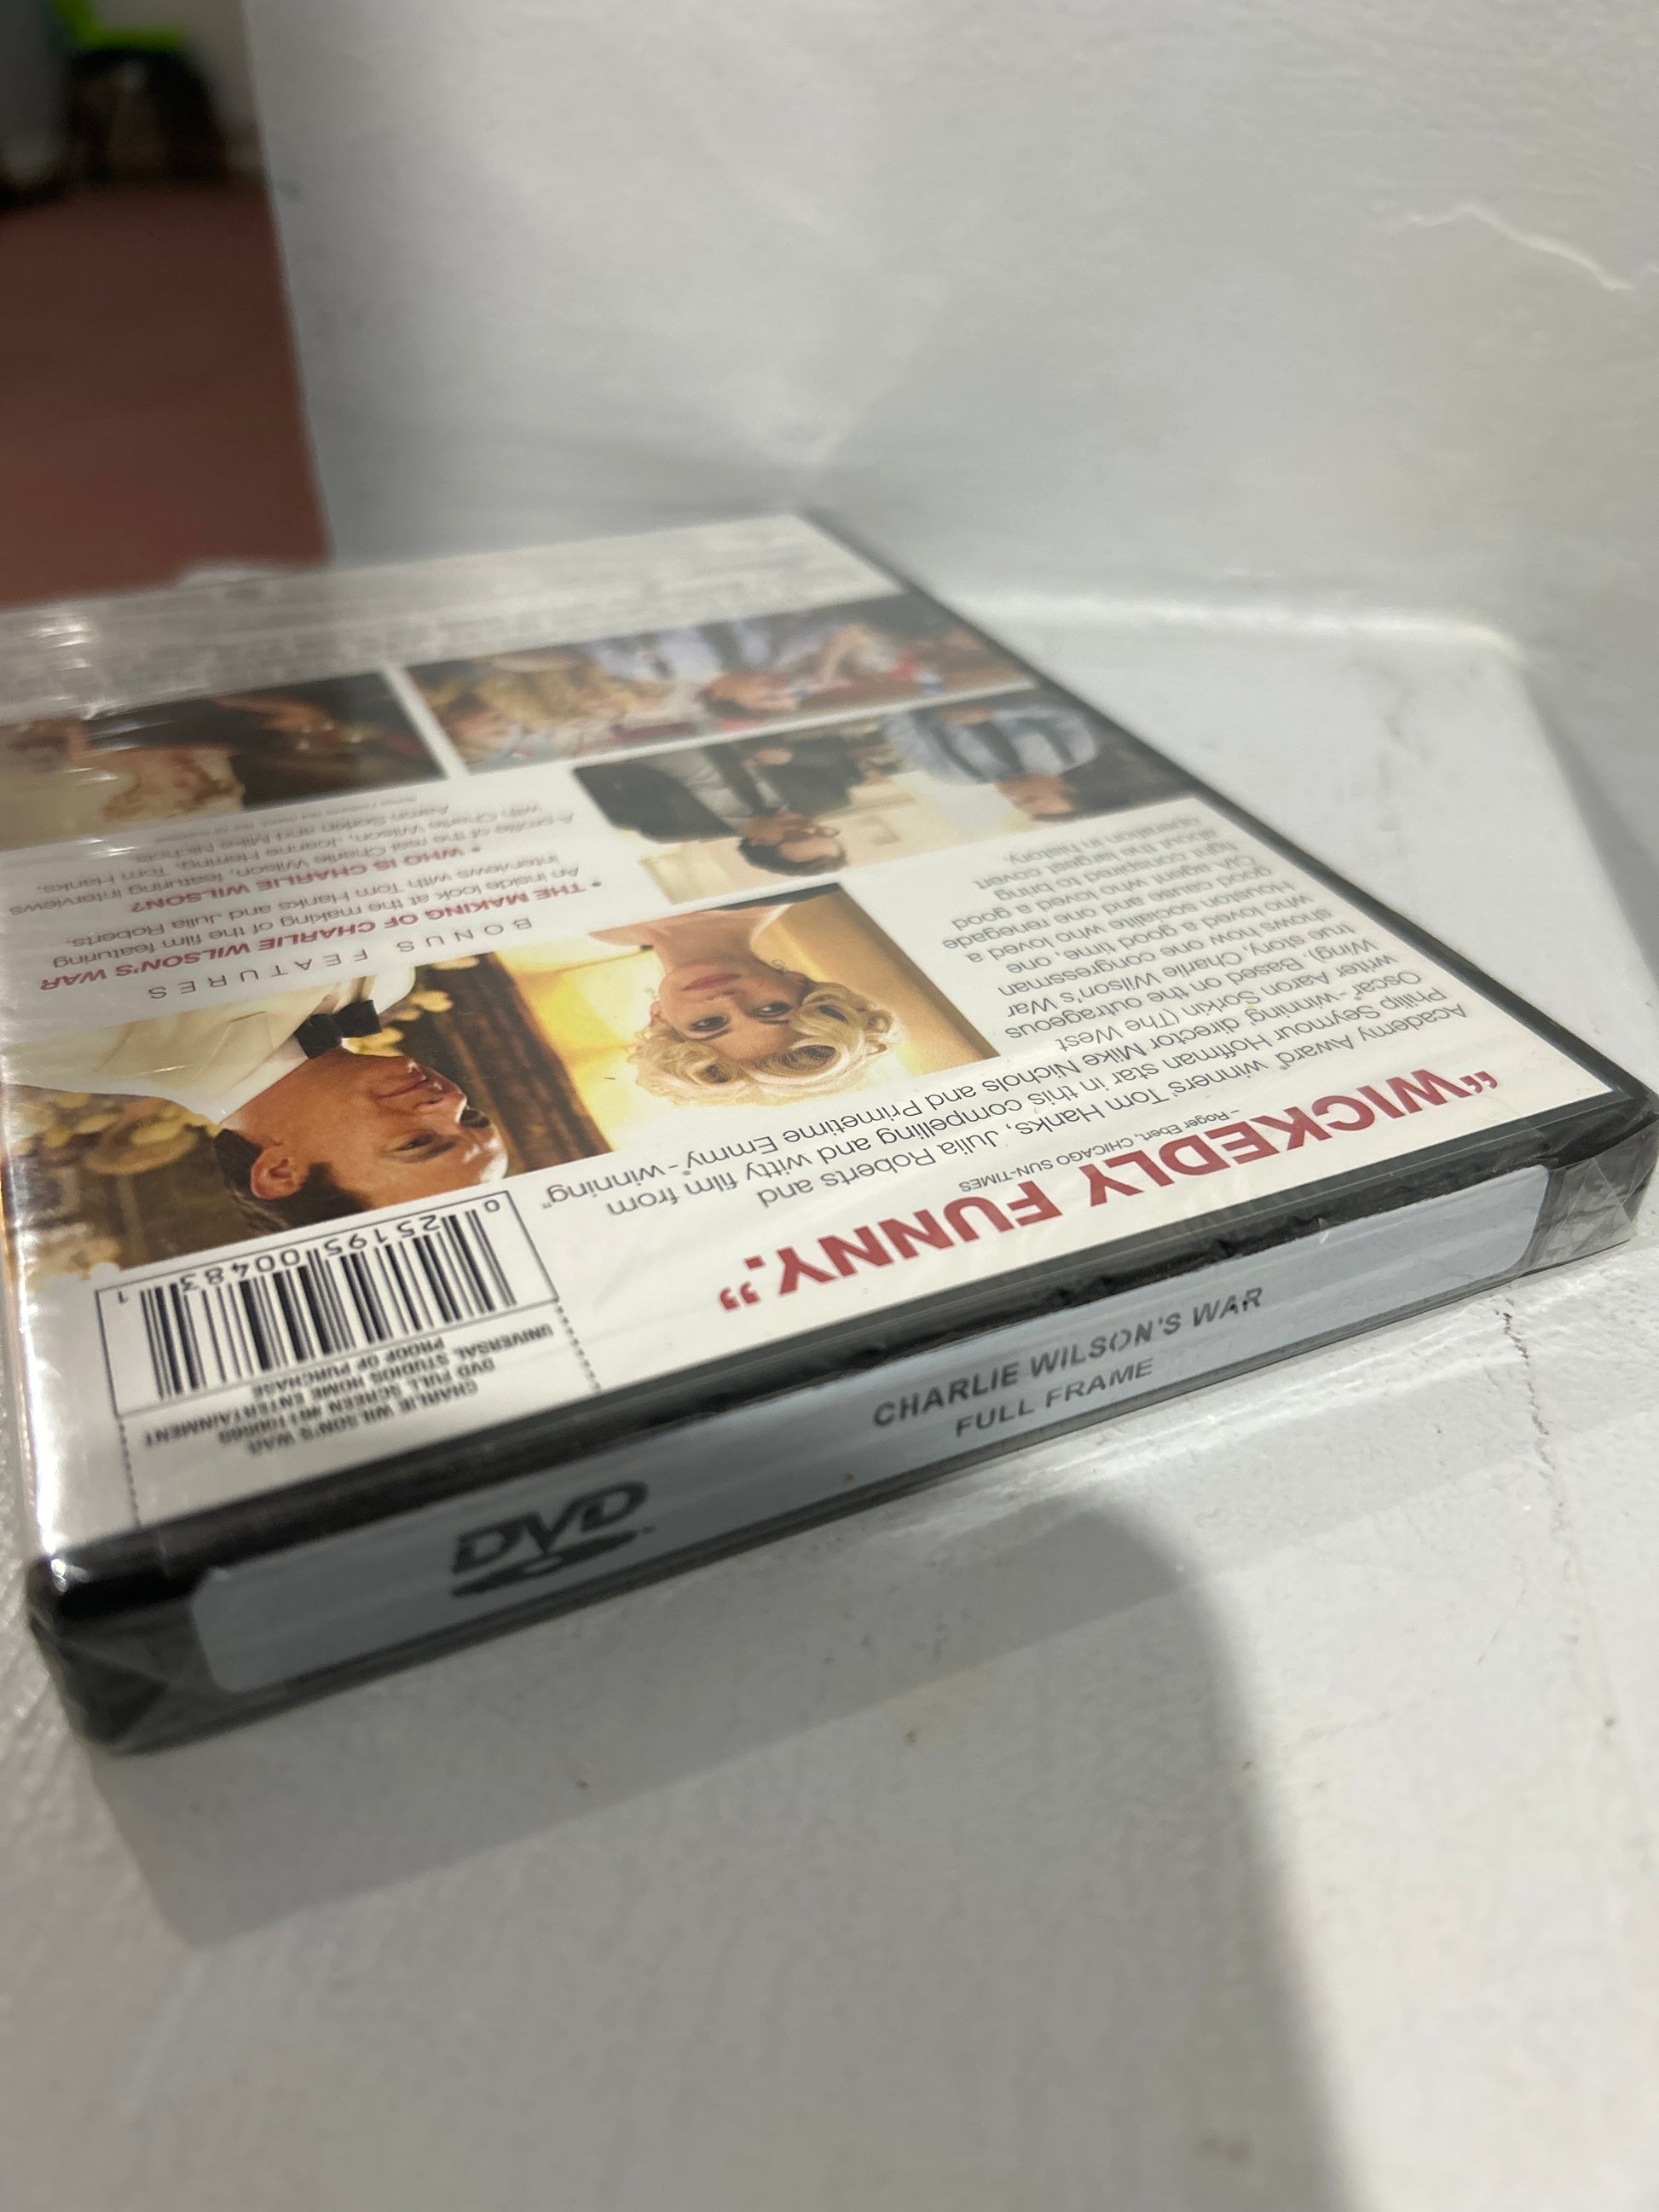 "WICKEDLY FUNNY."
–Roger Ebert, CHICAGO SUN-TIMES
Academy Award® winners Tom Hanks, Julia Roberts and
Philip Seymour Hoffman star in this compelling and witty film from
Oscar®-winning director Mike Nichols and Primetime Emmy®-winning
writer Aaron Sorkin (The West
Wing). Based on the outrageous
true story, Charlie Wilson's War
shows how one congressman
who loved a good time, one
Houston socialite who loved a
good cause and one renegade
CIA agent who loved a good
fight conspired to bring
about the largest covert
operation in history.
BONUS FEATURES
• THE MAKING OF CHARLIE WILSON'S WAR
An inside look at the making of the film featuring
interviews with Tom Hanks and Julia Roberts.
• WHO IS CHARLIE WILSON?
A profile of the real Charlie Wilson, featuring interviews
with Charlie Wilson, Joanne Herring, Tom Hanks,
Aaron Sorkin and Mike Nichols.
0 25195 00483 1
CHARLIE WILSON'S WAR
DVD FULL SCREEN
UNIVERSAL STUDIOS HOME ENTERTAINMENT
PROOF OF PURCHASE
DVD
CHARLIE WILSON'S WAR
FULL FRAME